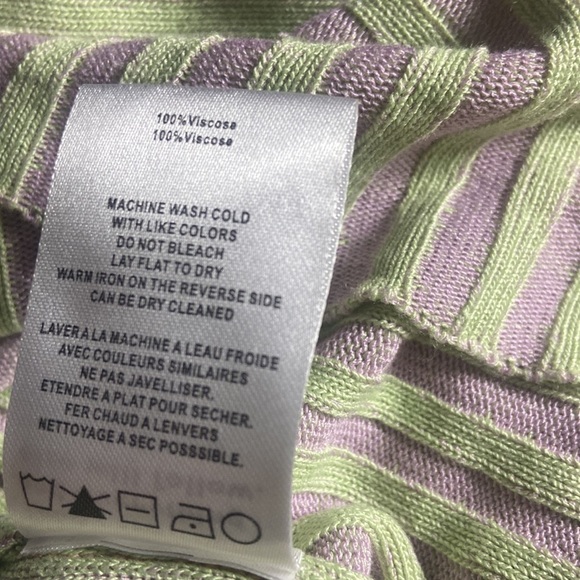 100%Viscose
100%Viscose
MACHINE WASH COLD
WITH LIKE COLORS
DO NOT BLEACH
LAY FLAT TO DRY
WARM IRON ON THE REVERSE SIDE
CAN BE DRY CLEANED
LAVER A LA MACHINE A LEAU FROIDE
AVEC COULEURS SIMILAIRES
NE PAS JAVELLISER.
ETENDRE A PLAT POUR SECHER.
FER CHAUD A LENVERS
NETTOYAGE A SEC POSSSIBLE.